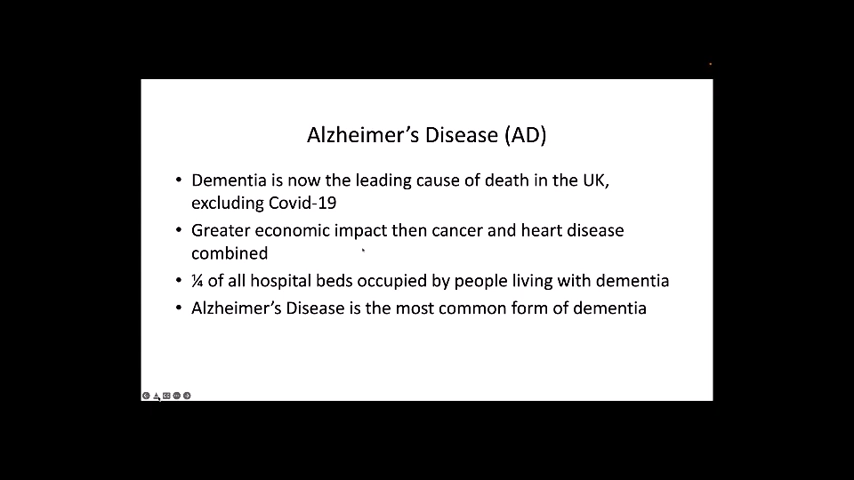 Alzheimer’s Disease (AD)
• Dementia is now the leading cause of death in the UK,
excluding Covid-19
• Greater economic impact then cancer and heart disease
combined
• ¼ of all hospital beds occupied by people living with dementia
• Alzheimer’s Disease is the most common form of dementia